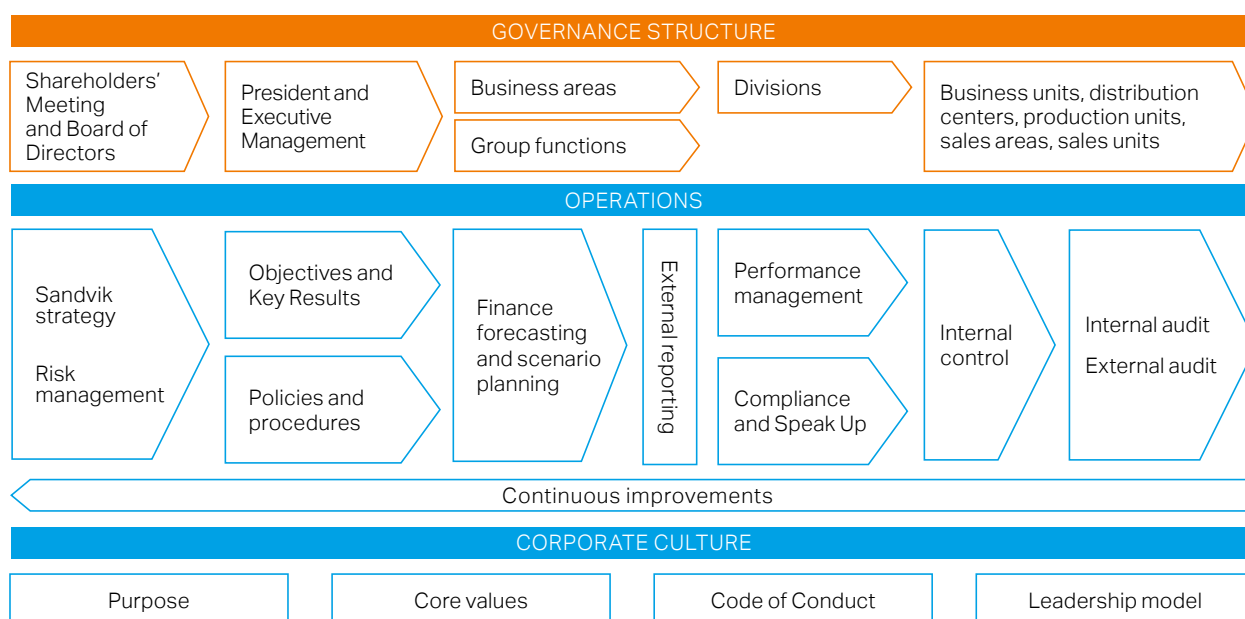 GOVERNANCE STRUCTURE
Shareholders'
Meeting
and Board of
Directors
President and
Executive
Management
Business areas
Group functions
Divisions
Business units, distribution
centers, production units,
sales areas, sales units
OPERATIONS
Sandvik
strategy
Risk
management
Objectives and
Key Results
Policies and
procedures
Finance
forecasting
and scenario
planning
External reporting
Performance
management
Compliance
and Speak Up
Internal
control
Internal audit
External audit
Continuous improvements
CORPORATE CULTURE
Purpose
Core values
Code of Conduct
Leadership model